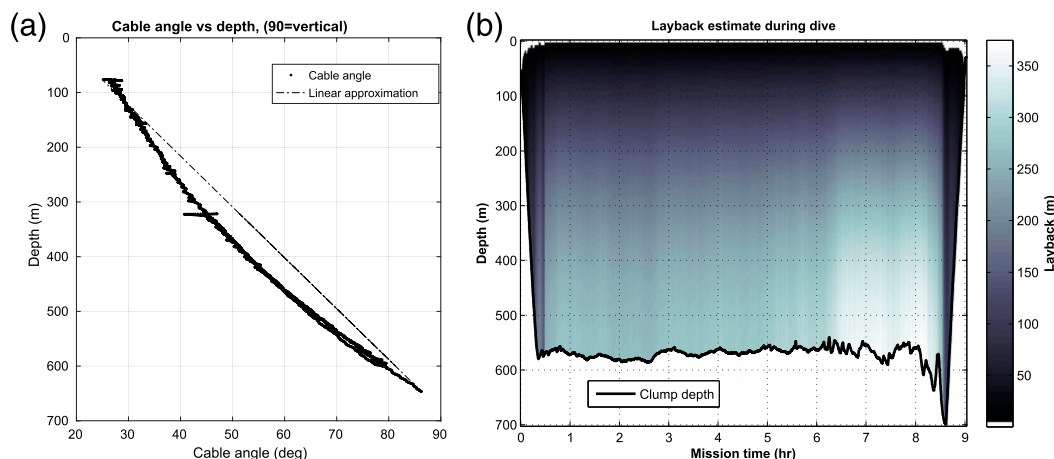 (a)
Cable angle vs depth, (90=vertical)
Cable angle
Linear approximation
0
100
200
300
400
500
600
700
Depth (m)
20 30 40 50 60 70 80 90
Cable angle (deg)
(b)
Layback estimate during dive
0
100
200
300
400
500
600
700
Depth (m)
Clump depth
0 1 2 3 4 5 6 7 8 9
Mission time (hr)
350
300
250
200
150
100
50
Layback (m)